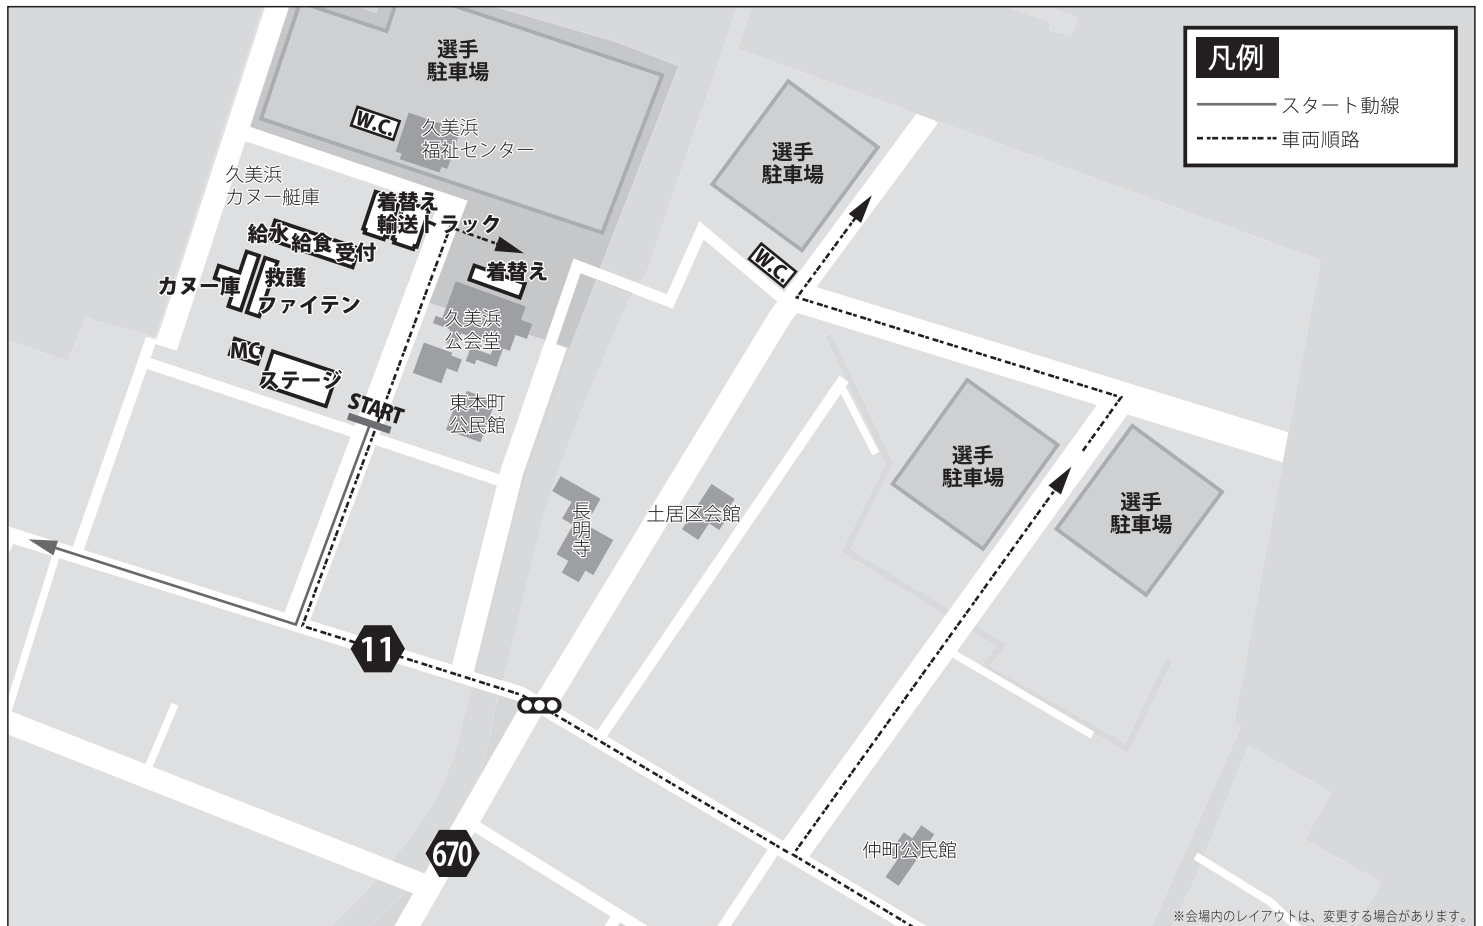 選手
駐車場
凡例
スタート動線
車両順路
W.C.
久美浜
福祉センター
選手
駐車場
久美浜
カヌー艇庫
着替え
輸送トラック
給水
給食
受付
W.C.
着替え
カヌー庫
救護
ファイテン
久美浜
公会堂
MC
ステージ
START
東本町
公民館
選手
駐車場
選手
駐車場
長明寺
土居区会館
11
670
仲町公民館
※会場内のレイアウトは、変更する場合があります。